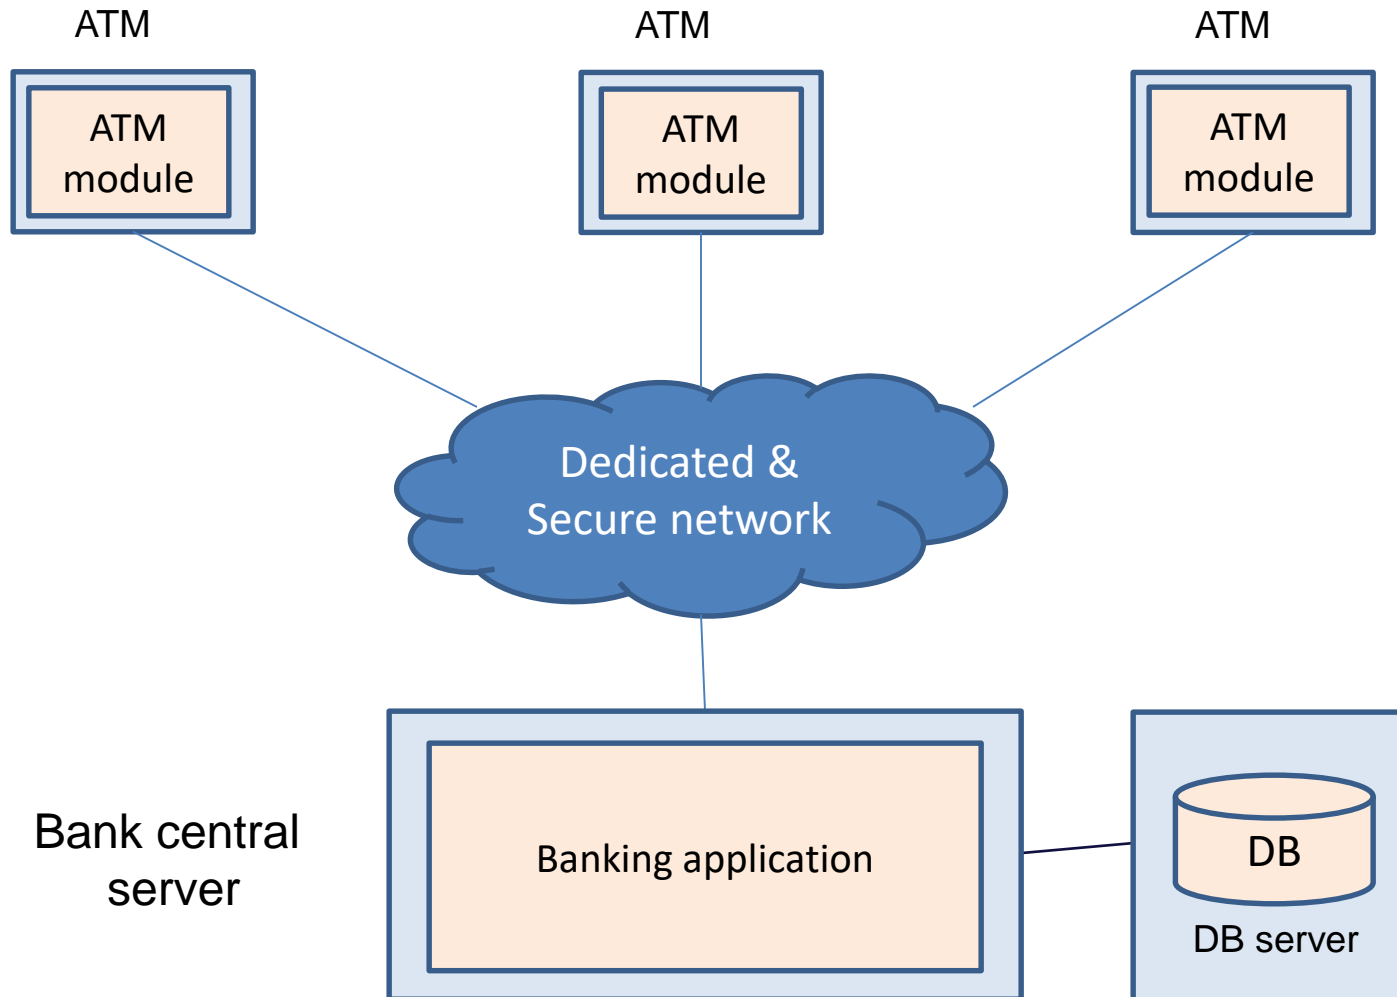 ATM
ATM
ATM
ATM
module
ATM
module
ATM
module
Dedicated &
Secure network
Bank central
server
Banking application
DB
DB server